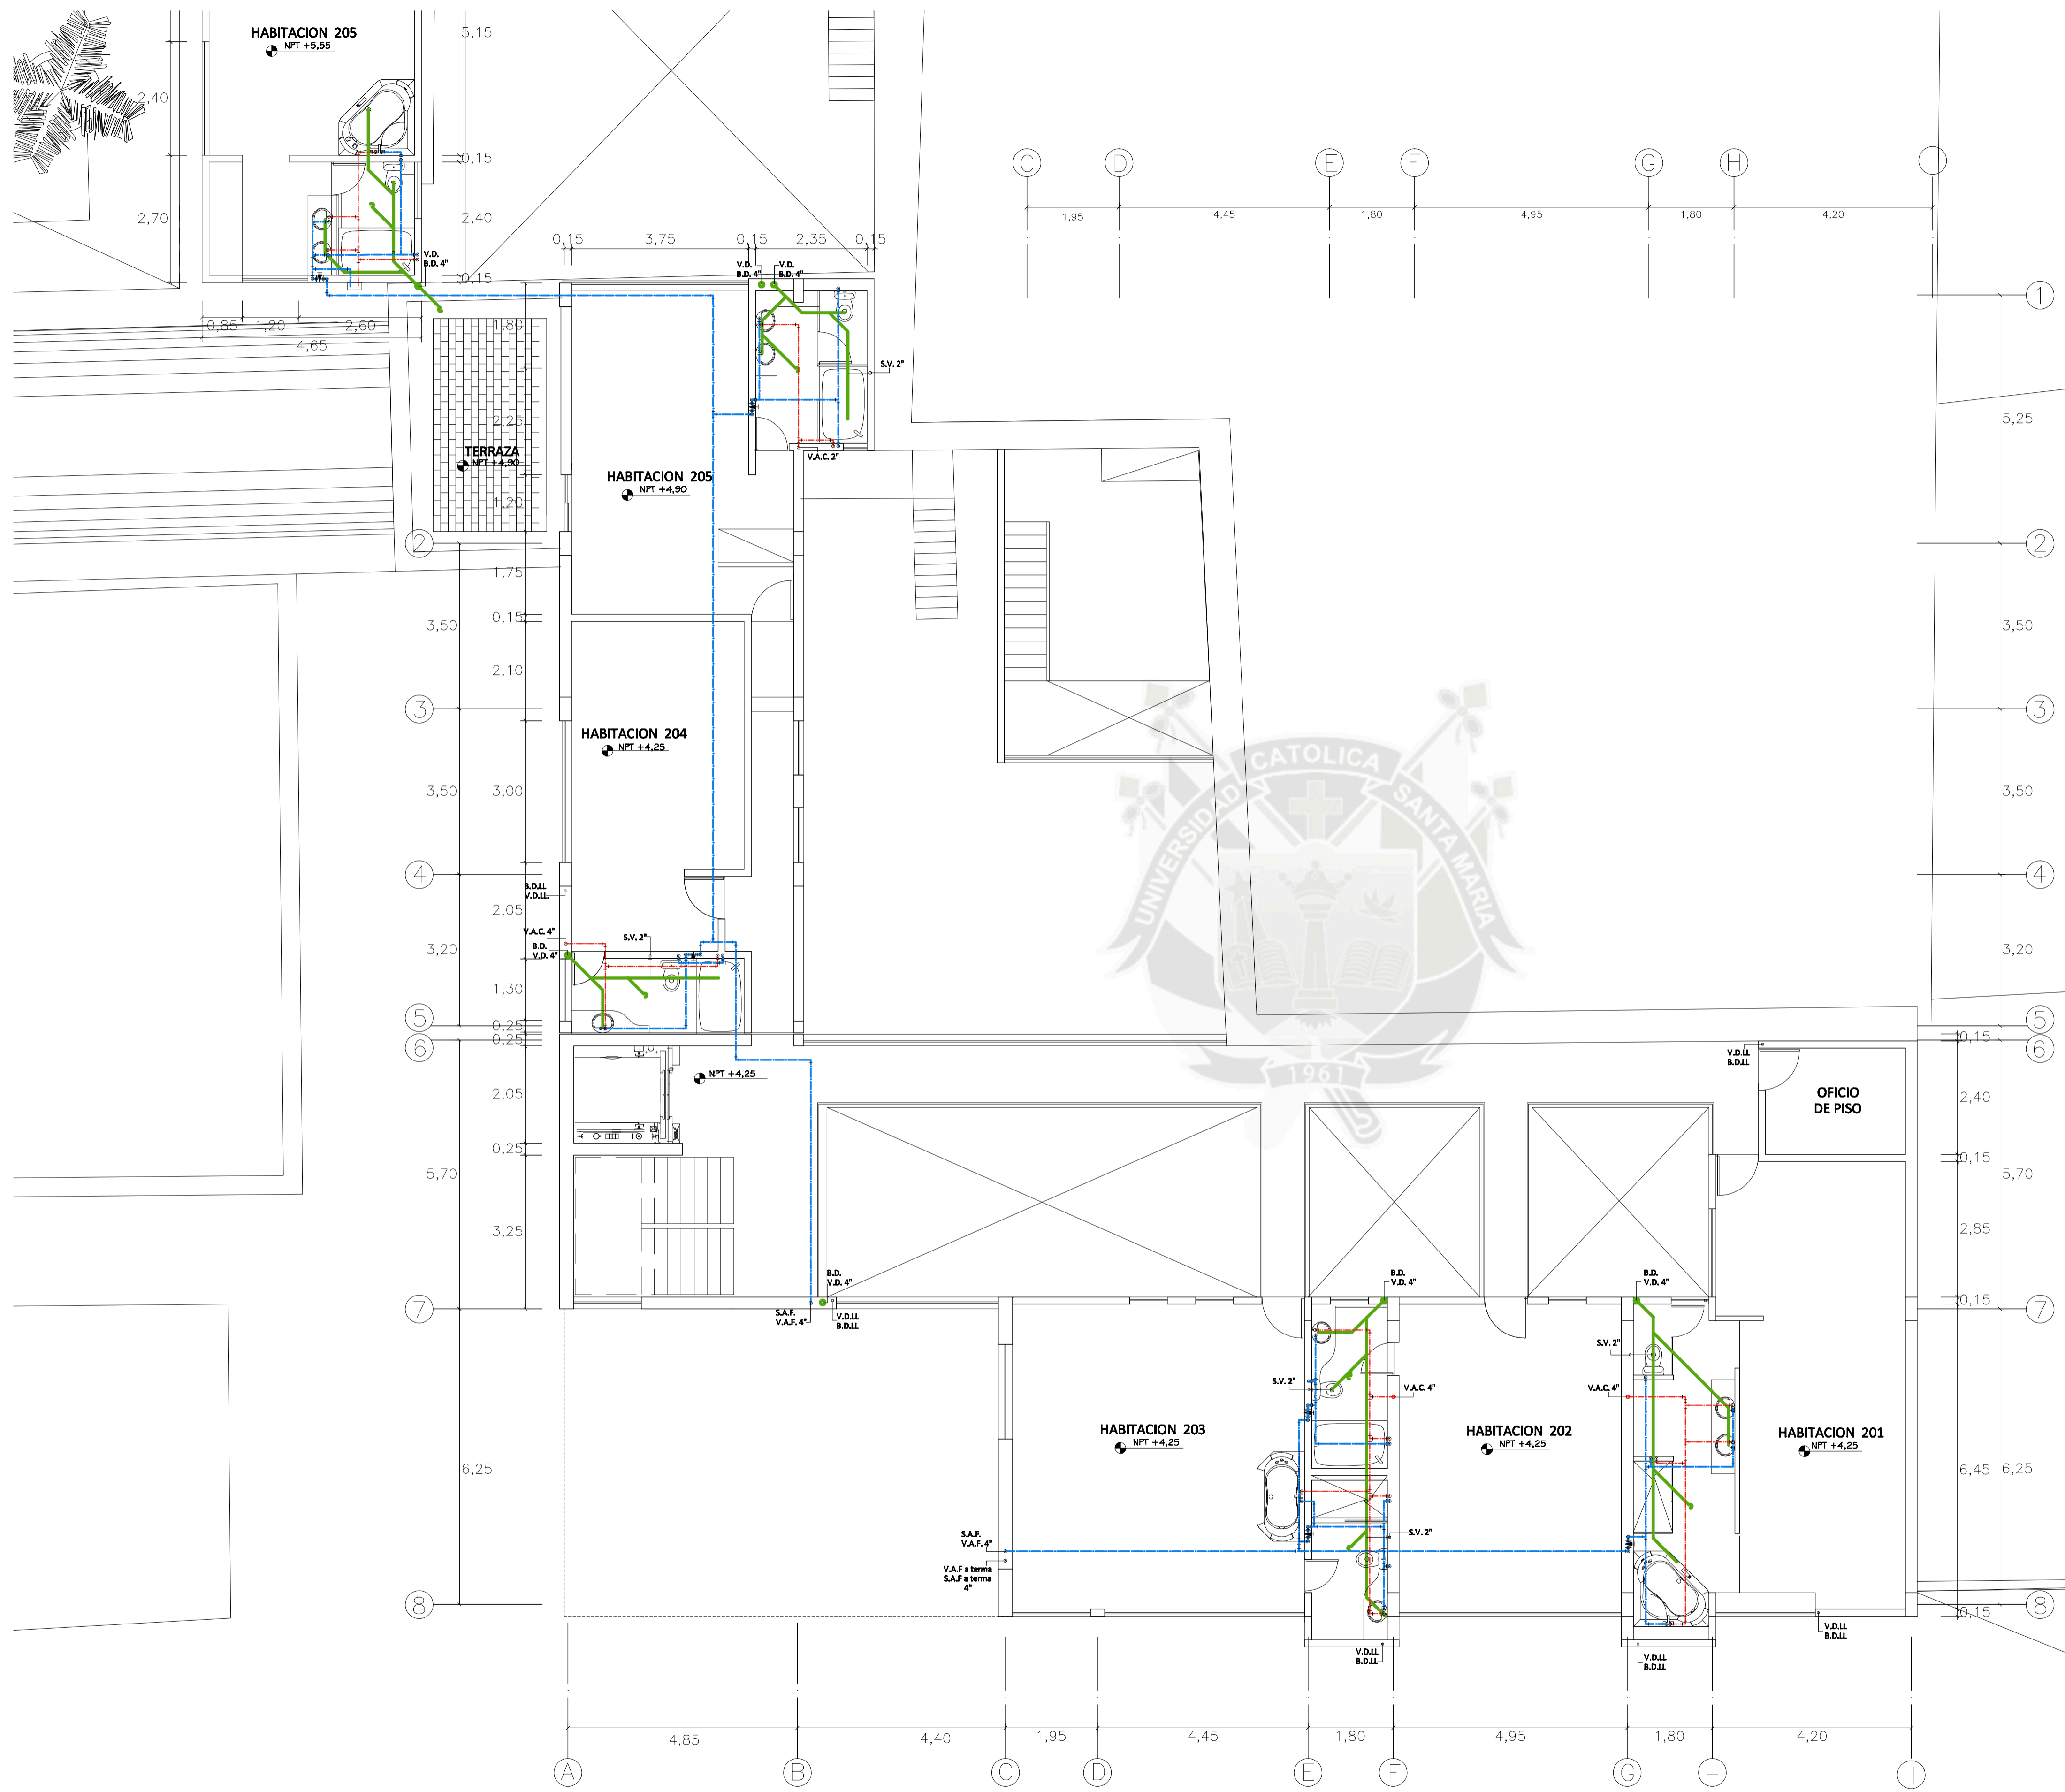 HABITACION 205
NPT +5,55
5,15
2,40
0,15
2,70
2,40
V.D.
B.D. 4"
0,15
0,85
1,20
2,60
4,65
C
D
E
F
G
H
I
1,95
4,45
1,80
4,95
1,80
4,20
0,15
3,75
0,15
2,35
0,15
V.D.
B.D. 4"
V.D.
B.D. 4"
1
1,80
S.V. 2"
5,25
2,25
TERRAZA
NPT +4,90
V.A.C. 2"
HABITACION 205
NPT +4,90
1,20
2
2
1,75
0,15
3,50
3,50
2,10
3
3
HABITACION 204
NPT +4,25
3,50
3,00
3,50
4
4
B.D.LL
V.D.LL.
2,05
V.A.C. 4"
S.V. 2"
B.D.
V.D. 4"
3,20
3,20
1,30
5
0,25
5
6
0,25
0,15
6
UNIVERSIDAD CATOLICA SANTA MARIA
1961
V.D.LL
B.D.LL
NPT +4,25
OFICIO
DE PISO
2,05
2,40
0,25
0,15
5,70
5,70
3,25
2,85
B.D.
V.D. 4"
B.D.
V.D. 4"
B.D.
V.D. 4"
0,15
7
7
S.A.F.
V.A.F. 4"
V.D.LL
B.D.LL
S.V. 2"
S.V. 2"
V.A.C. 4"
V.A.C. 4"
HABITACION 203
NPT +4,25
HABITACION 202
NPT +4,25
HABITACION 201
NPT +4,25
6,25
6,45
6,25
S.A.F.
V.A.F. 4"
S.V. 2"
V.A.F a terma
S.A.F a terma
4"
8
0,15
8
V.D.LL
B.D.LL
V.D.LL
B.D.LL
V.D.LL
B.D.LL
4,85
4,40
1,95
4,45
1,80
4,95
1,80
4,20
A
B
C
D
E
F
G
H
I